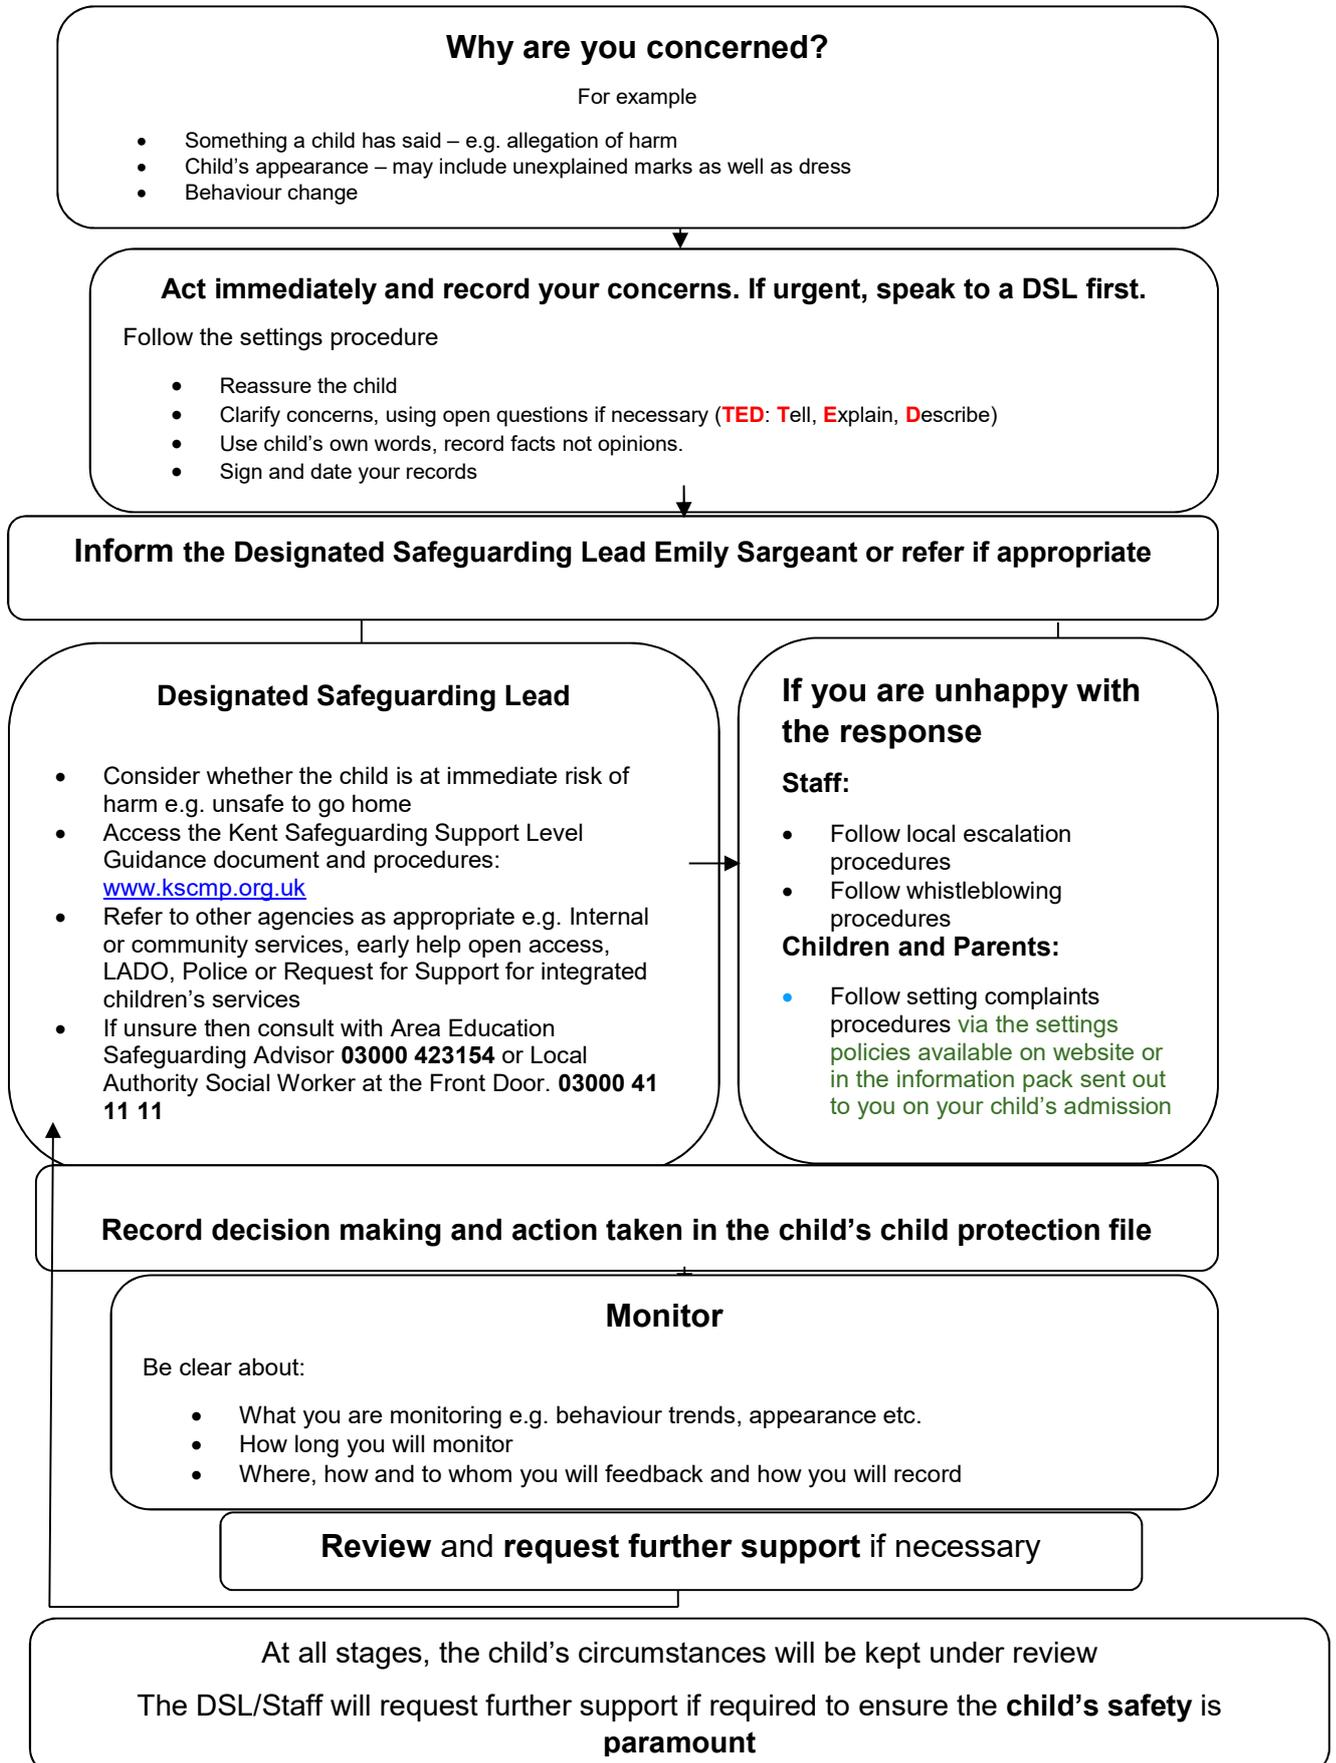 Why are you concerned?
For example
• Something a child has said – e.g. allegation of harm
• Child's appearance – may include unexplained marks as well as dress
• Behaviour change
Act immediately and record your concerns. If urgent, speak to a DSL first.
Follow the settings procedure
• Reassure the child
• Clarify concerns, using open questions if necessary (TED: Tell, Explain, Describe)
• Use child's own words, record facts not opinions.
• Sign and date your records
Inform the Designated Safeguarding Lead Emily Sargeant or refer if appropriate
Designated Safeguarding Lead
• Consider whether the child is at immediate risk of
harm e.g. unsafe to go home
• Access the Kent Safeguarding Support Level
Guidance document and procedures:
www.kscmp.org.uk
• Refer to other agencies as appropriate e.g. Internal
or community services, early help open access,
LADO, Police or Request for Support for integrated
children's services
• If unsure then consult with Area Education
Safeguarding Advisor 03000 423154 or Local
Authority Social Worker at the Front Door. 03000 41
11 11
If you are unhappy with
the response
Staff:
• Follow local escalation
procedures
• Follow whistleblowing
procedures
Children and Parents:
• Follow setting complaints
procedures via the settings
policies available on website or
in the information pack sent out
to you on your child's admission
Record decision making and action taken in the child's child protection file
Monitor
Be clear about:
• What you are monitoring e.g. behaviour trends, appearance etc.
• How long you will monitor
• Where, how and to whom you will feedback and how you will record
Review and request further support if necessary
At all stages, the child's circumstances will be kept under review
The DSL/Staff will request further support if required to ensure the child's safety is
paramount